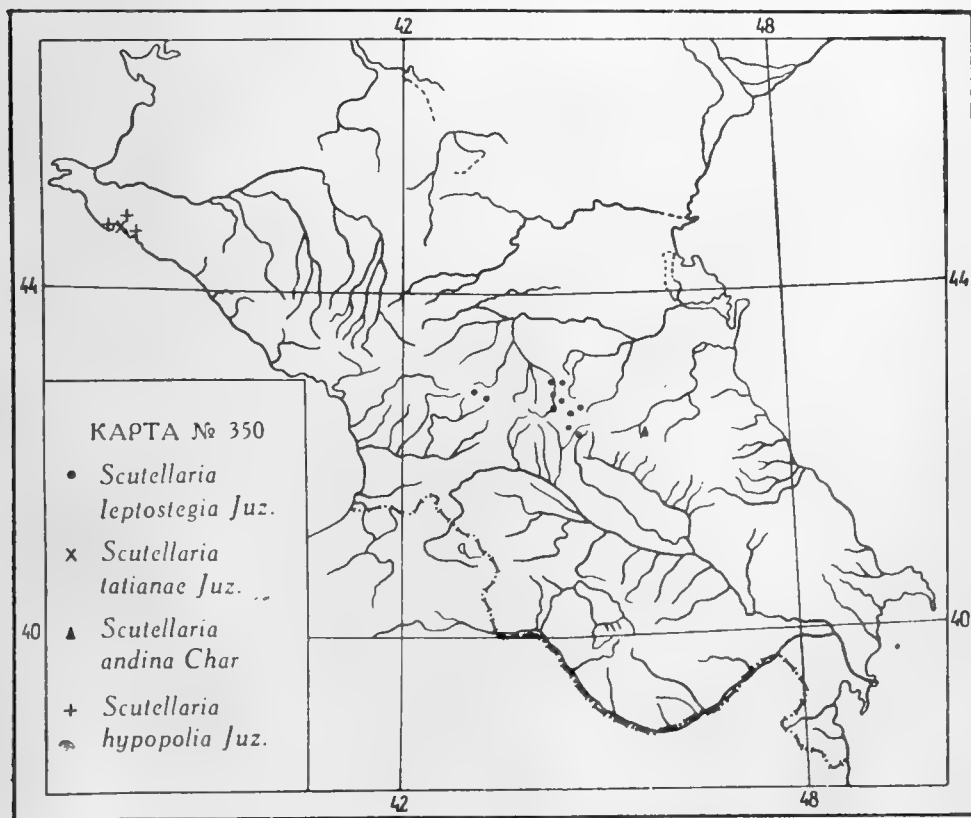 42 48
44 44
КАРТА № 350
Scutellaria
leptostegia Juz.
Scutellaria
tatianae Juz.
Scutellaria
andina Char
Scutellaria
hypopolia Juz.
40 40
42 48